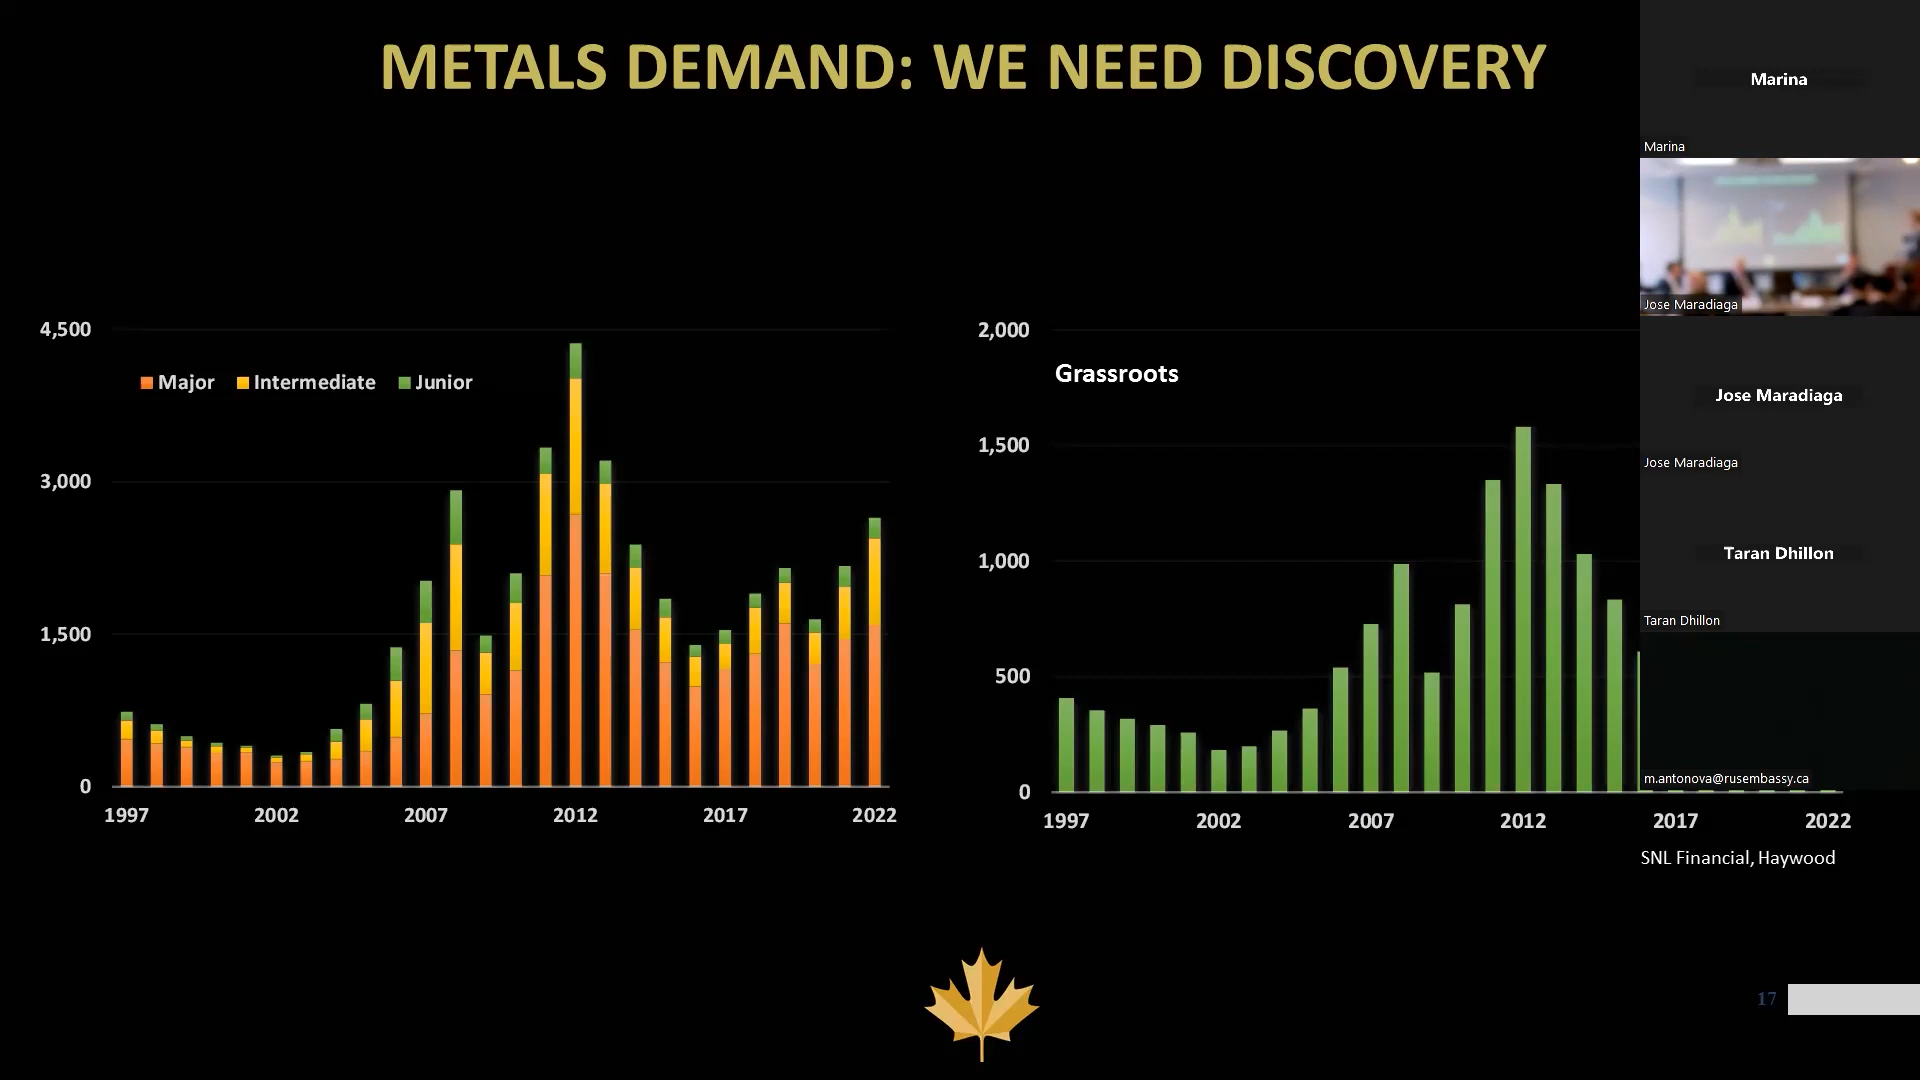 METALS DEMAND: WE NEED DISCOVERY
4,500
3,000
1,500
0
Major Intermediate Junior
1997 2002 2007 2012 2017 2022
2,000
1,500
1,000
500
0
Grassroots
1997 2002 2007 2012 2017 2022
SNL Financial, Haywood
17
Marina
Marina
Jose Maradiaga
Jose Maradiaga
Jose Maradiaga
Taran Dhillon
Taran Dhillon
m.antonova@rusembassy.ca